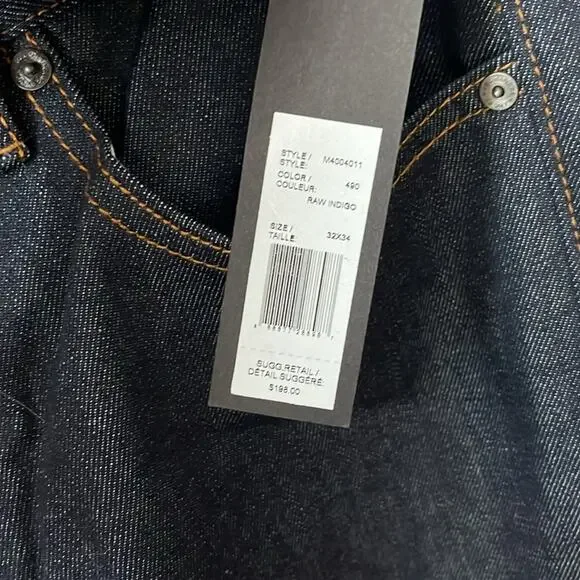 STYLE / M4004011
STYLE:
COLOR / 490
COULEUR:
RAW INDIGO
SIZE / 32X34
TAILLE:
SUGG.RETAIL /
DÉTAIL SUGGÉRÉ:
$198.00